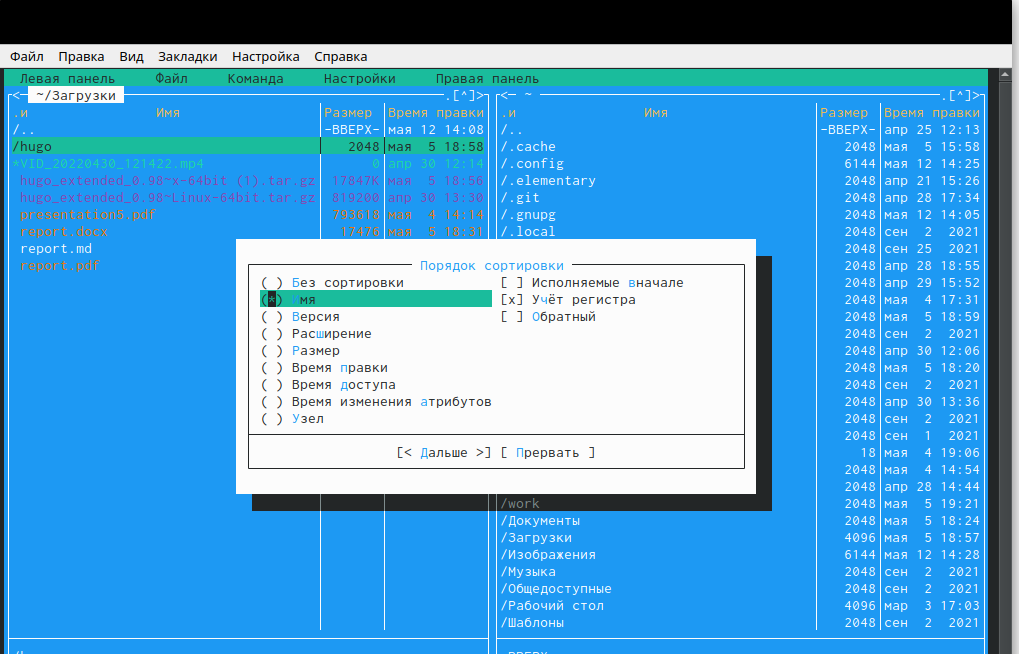 Файл Правка Вид Закладки Настройка Справка
Левая панель Файл Команда Настройки Правая панель
<─ ~/Загрузки .[^]>
.и Имя Размер Время правки
/.. -ВВЕРХ- мая 12 14:08
/hugo 2048 мая 5 18:58
*VID_20220430_121422.mp4 0 апр 30 12:14
hugo_extended_0.98~x-64bit (1).tar.gz 17847K мая 5 18:56
hugo_extended_0.98~Linux-64bit.tar.gz 819200 апр 30 13:30
presentation5.pdf 793618 мая 4 14:14
report.docx 17476 мая 5 18:31
report.md
report.pdf
<─ ~ .[^]>
.и Имя Размер Время правки
/.. -ВВЕРХ- апр 25 12:13
/.cache 2048 мая 5 15:58
/.config 6144 мая 12 14:25
/.elementary 2048 апр 21 15:26
/.git 2048 апр 28 17:34
/.gnupg 2048 мая 12 14:05
/.local 2048 сен 2 2021
2048 сен 25 2021
2048 апр 28 18:55
2048 апр 29 15:52
2048 мая 4 17:31
2048 мая 5 18:59
2048 сен 2 2021
2048 апр 30 12:06
2048 мая 5 18:20
2048 сен 2 2021
2048 апр 30 13:36
2048 сен 2 2021
2048 сен 1 2021
18 мая 4 19:06
2048 мая 4 14:54
2048 апр 28 14:44
/work 2048 мая 5 19:21
/Документы 2048 мая 5 18:24
/Загрузки 4096 мая 5 18:57
/Изображения 6144 мая 12 14:28
/Музыка 2048 сен 2 2021
/Общедоступные 2048 сен 2 2021
/Рабочий стол 4096 мар 3 17:03
/Шаблоны 2048 сен 2 2021
Порядок сортировки
( ) Без сортировки
(*) Имя
( ) Версия
( ) Расширение
( ) Размер
( ) Время правки
( ) Время доступа
( ) Время изменения атрибутов
( ) Узел
[ ] Исполняемые вначале
[x] Учёт регистра
[ ] Обратный
[< Дальше >] [ Прервать ]